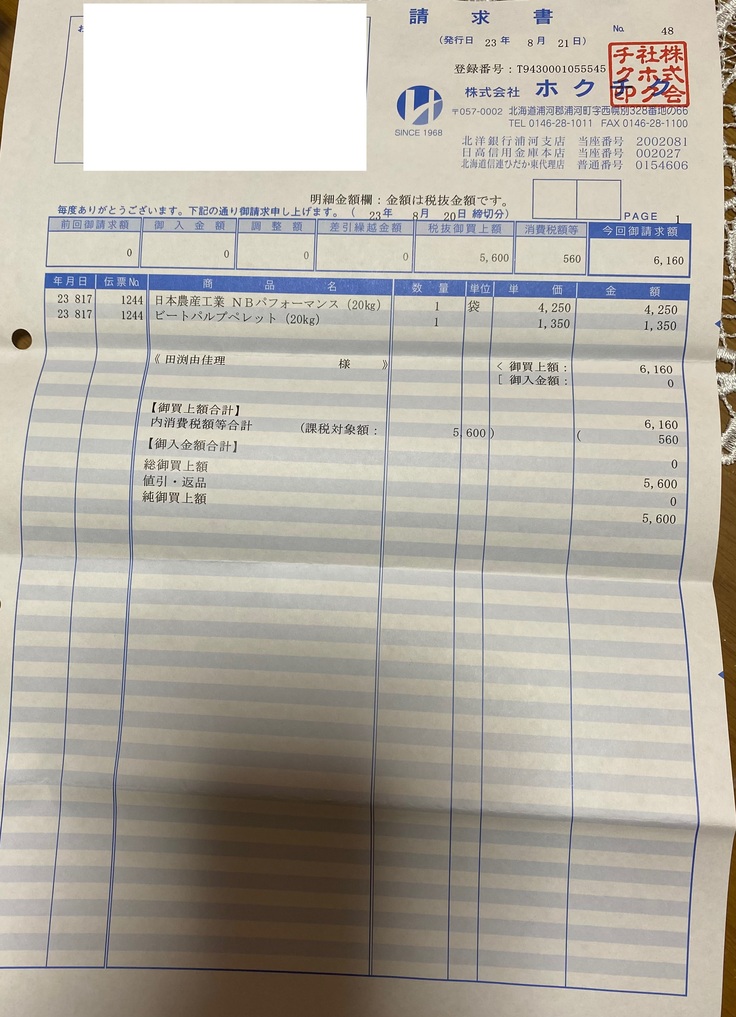 請求書
No. 48
(発行日 23年 8月 21日)
登録番号：T9430001055545
株式会社 ホクチク
株式会社ホクチク印
SINCE 1968
〒057-0002 北海道浦河郡浦河町字西幌別328番地の66
TEL 0146-28-1011 FAX 0146-28-1100
北洋銀行浦河支店 当座番号 2002081
日高信用金庫本店 当座番号 002027
北海道信連ひだか東代理店 普通番号 0154606
明細金額欄：金額は税抜金額です。
毎度ありがとうございます。下記の通り御請求申し上げます。( 23年 8月 20日 締切分)
PAGE 1
前回御請求額 御入金額 調整額 差引繰越金額 税抜御買上額 消費税額等 今回御請求額
0 0 0 0 5,600 560 6,160
年月日 伝票No. 商品名 数量 単位 単価 金額
23 817 1244 日本農産工業 ＮＢパフォーマンス (20kg) 1 袋 4,250 4,250
23 817 1244 ビートパルプペレット (20kg) 1 1,350 1,350
《 田渕由佳理 様 》 < 御買上額： 6,160
[ 御入金額： 0
【御買上額合計】 6,160
内消費税額等合計 (課税対象額： 5,600) ( 560
【御入金額合計】 0
総御買上額 5,600
値引・返品 0
純御買上額 5,600